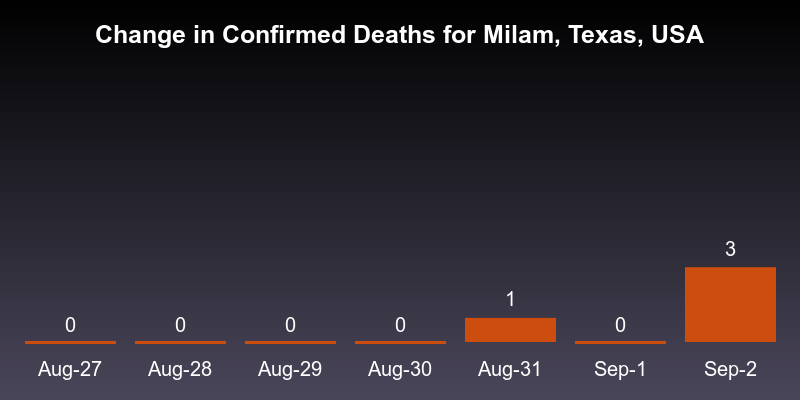 Change in Confirmed Deaths for Milam, Texas, USA
3
1
0 0 0 0 0
Aug-27 Aug-28 Aug-29 Aug-30 Aug-31 Sep-1 Sep-2